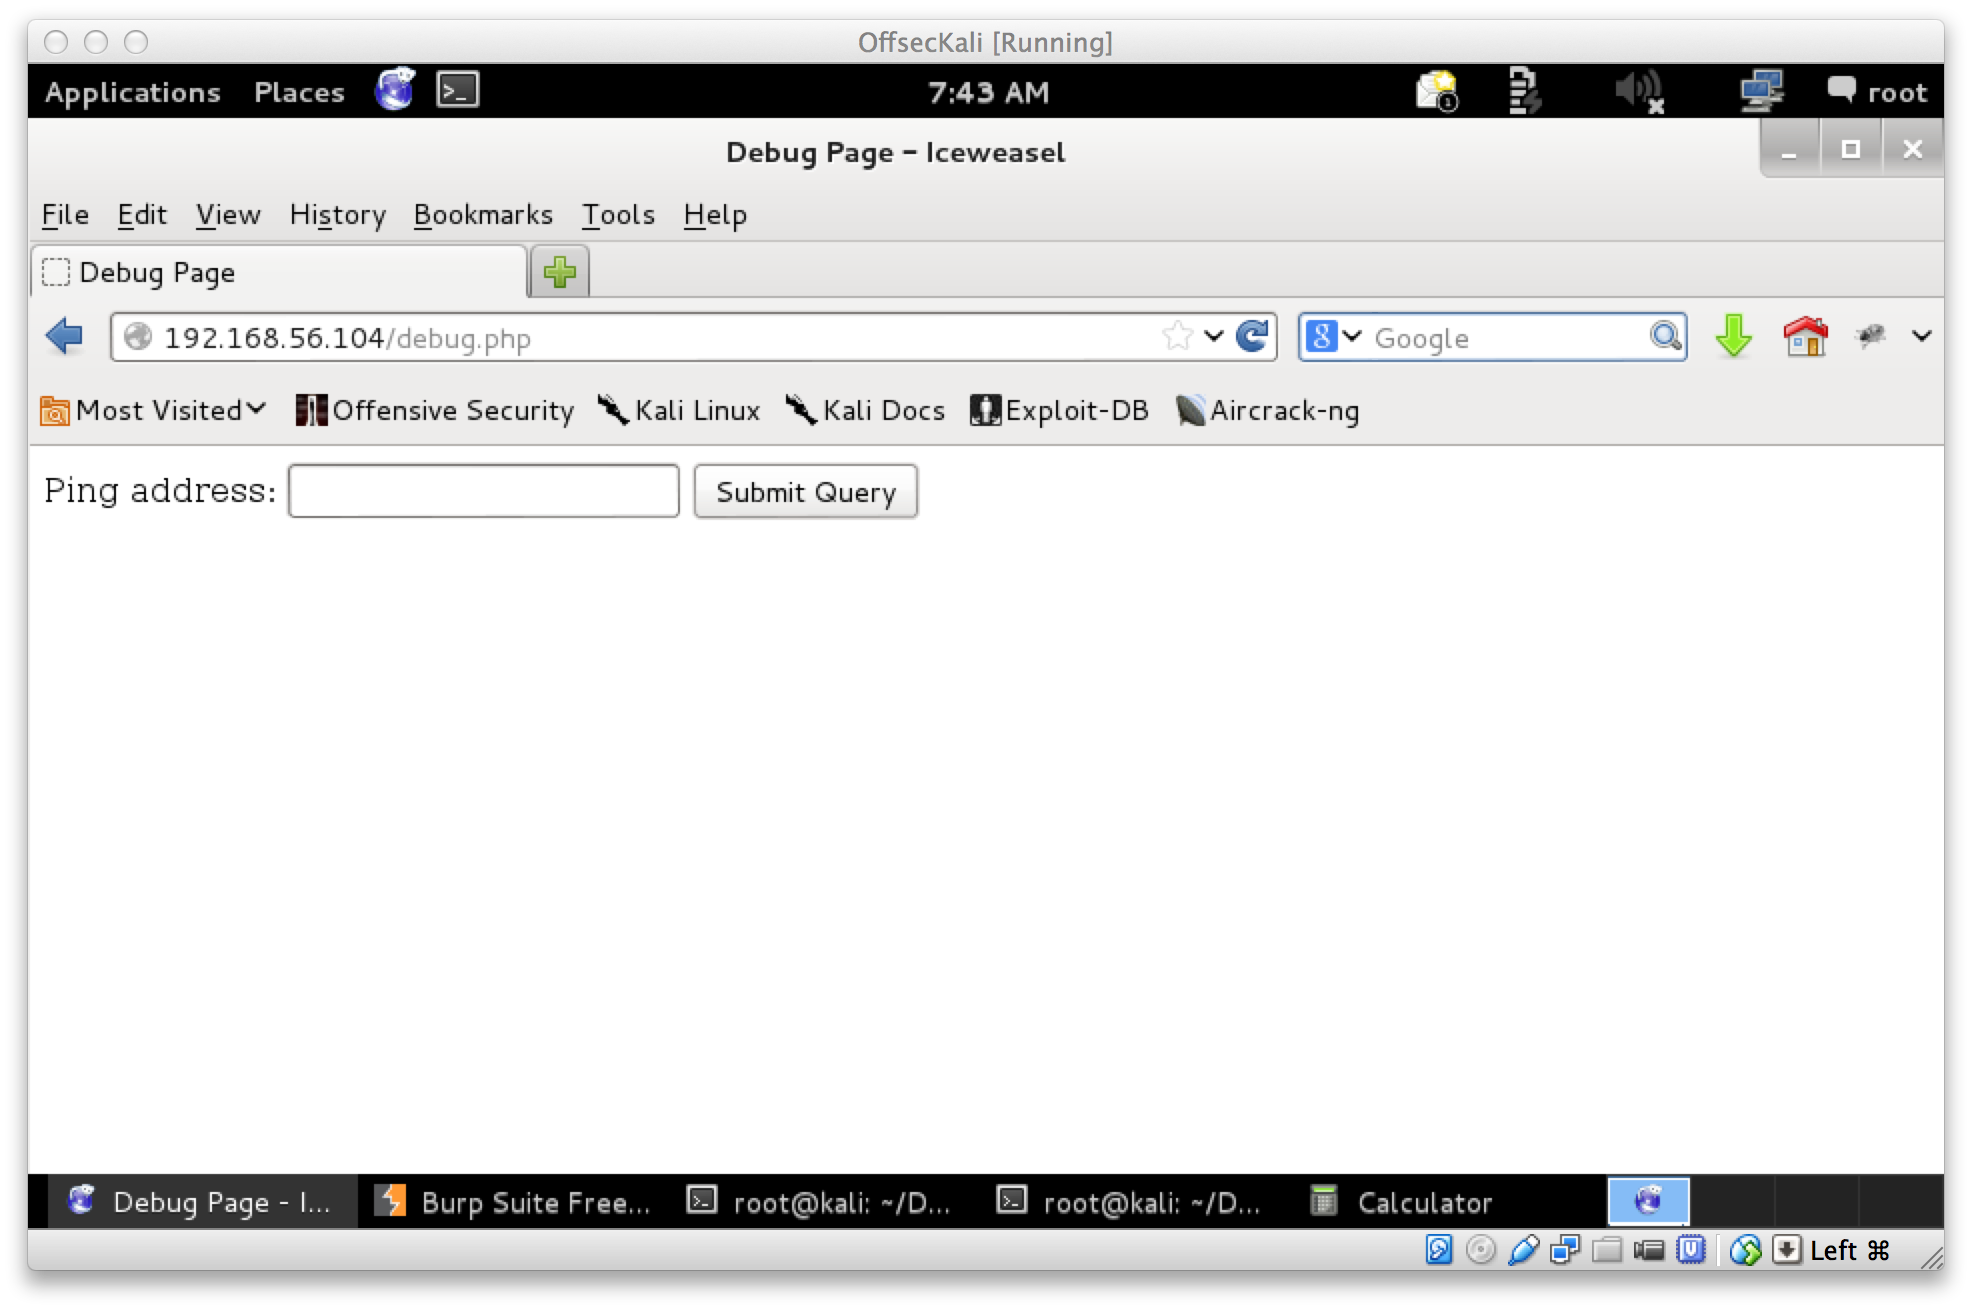 OffsecKali [Running]
Applications Places 7:43 AM root
Debug Page – Iceweasel
File Edit View History Bookmarks Tools Help
Debug Page
192.168.56.104/debug.php Google
Most Visited Offensive Security Kali Linux Kali Docs Exploit-DB Aircrack-ng
Ping address: Submit Query
Debug Page - I... Burp Suite Free... root@kali: ~/D... root@kali: ~/D... Calculator
Left ⌘